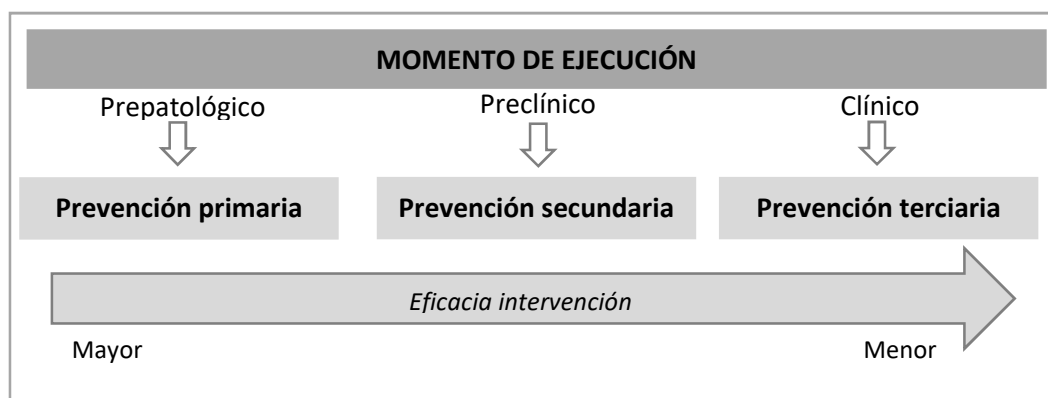 MOMENTO DE EJECUCIÓN
Prepatológico Preclínico Clínico
Prevención primaria Prevención secundaria Prevención terciaria
Eficacia intervención
Mayor Menor